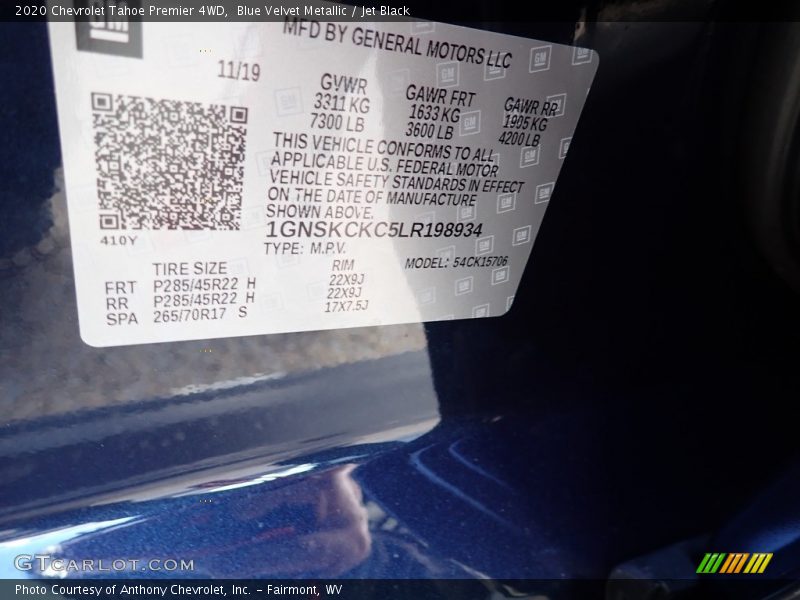 2020 Chevrolet Tahoe Premier 4WD, Blue Velvet Metallic / Jet Black
MFD BY GENERAL MOTORS LLC
11/19
GVWR
3311 KG
7300 LB
GAWR FRT
1633 KG
3600 LB
GAWR RR
1905 KG
4200 LB
THIS VEHICLE CONFORMS TO ALL
APPLICABLE U.S. FEDERAL MOTOR
VEHICLE SAFETY STANDARDS IN EFFECT
ON THE DATE OF MANUFACTURE
SHOWN ABOVE.
1GNSKCKC5LR198934
410Y
TYPE: M.P.V.
MODEL: 54CK15706
TIRE SIZE RIM
FRT P285/45R22 H 22X9J
RR P285/45R22 H 22X9J
SPA 265/70R17 S 17X7.5J
GM
GTCARLOT.COM
Photo Courtesy of Anthony Chevrolet, Inc. – Fairmont, WV